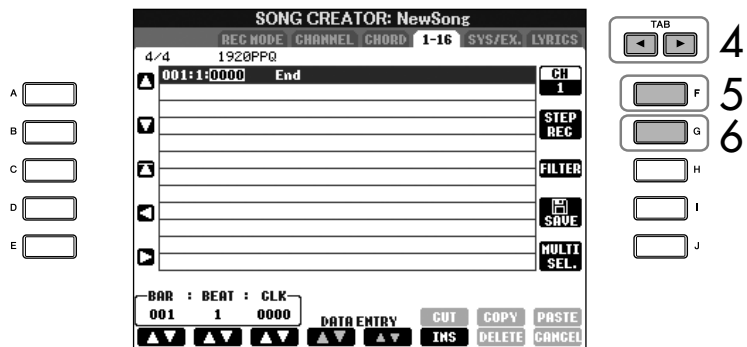 SONG CREATOR: NewSong
REC MODE CHANNEL CHORD 1-16 SYS/EX. LYRICS
4/4 1920PPQ
001:1:0000 End
CH
1
STEP
REC
FILTER
SAVE
MULTI
SEL.
BAR : BEAT : CLK
001 1 0000
DATA ENTRY
CUT COPY PASTE
INS DELETE CANCEL
A
B
C
D
E
TAB
4
F 5
G 6
H
I
J